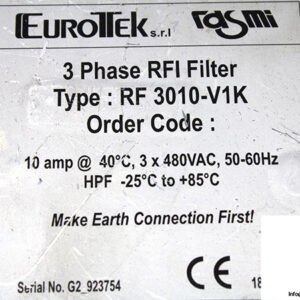 EUROTEK s.r.l rasmi
3 Phase RFI Filter
Type : RF 3010-V1K
Order Code :
10 amp @ 40°C, 3 x 480VAC, 50-60Hz
HPF -25°C to +85°C
Make Earth Connection First!
Serial No. G2_923754 CE 18